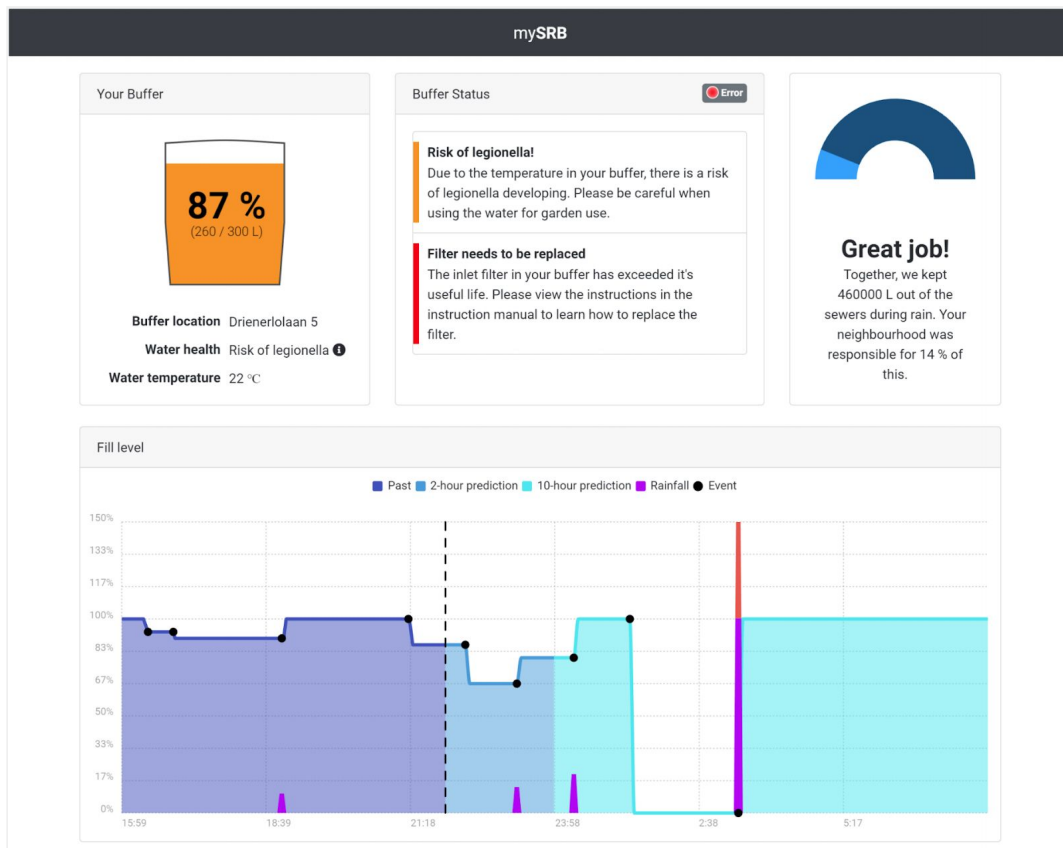 mySRB
Your Buffer
87 %
(260 / 300 L)
Buffer location Drienerlolaan 5
Water health Risk of legionella
Water temperature 22 °C
Buffer Status
Error
Risk of legionella!
Due to the temperature in your buffer, there is a risk
of legionella developing. Please be careful when
using the water for garden use.
Filter needs to be replaced
The inlet filter in your buffer has exceeded it's
useful life. Please view the instructions in the
instruction manual to learn how to replace the
filter.
Great job!
Together, we kept
460000 L out of the
sewers during rain. Your
neighbourhood was
responsible for 14 % of
this.
Fill level
Past 2-hour prediction 10-hour prediction Rainfall Event
150%
133%
117%
100%
83%
67%
50%
33%
17%
0%
15:59 18:39 21:18 23:58 2:38 5:17